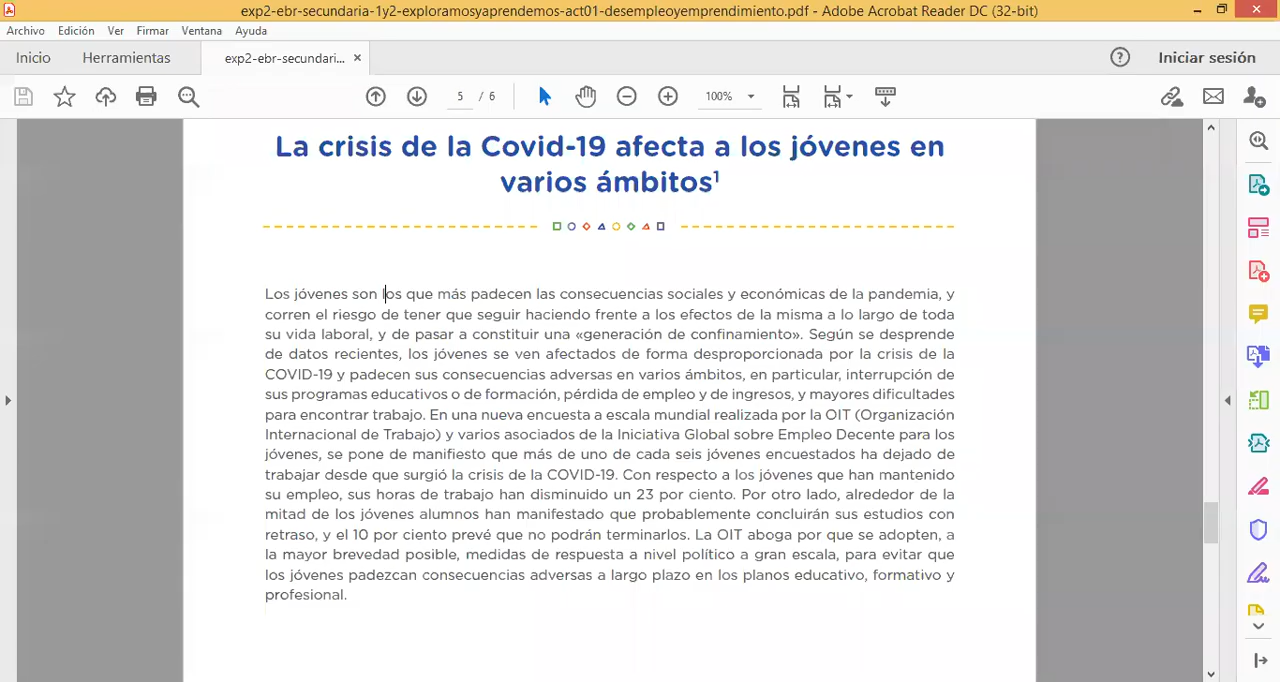 exp2-ebr-secundaria-1y2-exploramosyaprendemos-act01-desempleoyemprendimiento.pdf - Adobe Acrobat Reader DC (32-bit)
Archivo Edición Ver Firmar Ventana Ayuda
Inicio Herramientas exp2-ebr-secundari... × Iniciar sesión
5 / 6 100%
La crisis de la Covid-19 afecta a los jóvenes en
varios ámbitos¹
Los jóvenes son los que más padecen las consecuencias sociales y económicas de la pandemia, y
corren el riesgo de tener que seguir haciendo frente a los efectos de la misma a lo largo de toda
su vida laboral, y de pasar a constituir una «generación de confinamiento». Según se desprende
de datos recientes, los jóvenes se ven afectados de forma desproporcionada por la crisis de la
COVID-19 y padecen sus consecuencias adversas en varios ámbitos, en particular, interrupción de
sus programas educativos o de formación, pérdida de empleo y de ingresos, y mayores dificultades
para encontrar trabajo. En una nueva encuesta a escala mundial realizada por la OIT (Organización
Internacional de Trabajo) y varios asociados de la Iniciativa Global sobre Empleo Decente para los
jóvenes, se pone de manifiesto que más de uno de cada seis jóvenes encuestados ha dejado de
trabajar desde que surgió la crisis de la COVID-19. Con respecto a los jóvenes que han mantenido
su empleo, sus horas de trabajo han disminuido un 23 por ciento. Por otro lado, alrededor de la
mitad de los jóvenes alumnos han manifestado que probablemente concluirán sus estudios con
retraso, y el 10 por ciento prevé que no podrán terminarlos. La OIT aboga por que se adopten, a
la mayor brevedad posible, medidas de respuesta a nivel político a gran escala, para evitar que
los jóvenes padezcan consecuencias adversas a largo plazo en los planos educativo, formativo y
profesional.